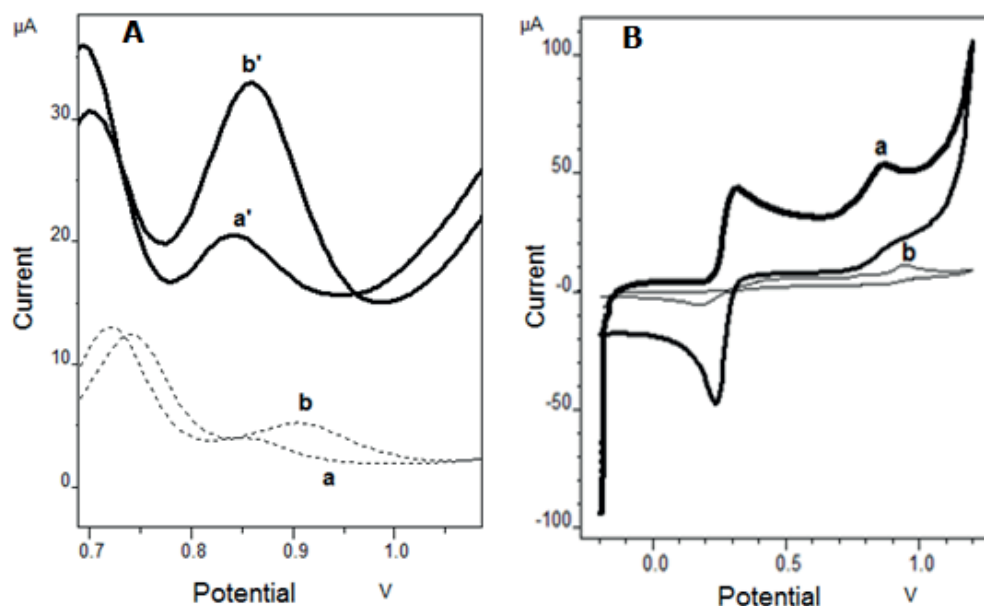 µA
A
30
20
10
0
b'
a'
b
a
Current
0.7 0.8 0.9 1.0
Potential V
µA
B
100
50
-0
-50
-100
a
b
Current
0.0 0.5 1.0
Potential V